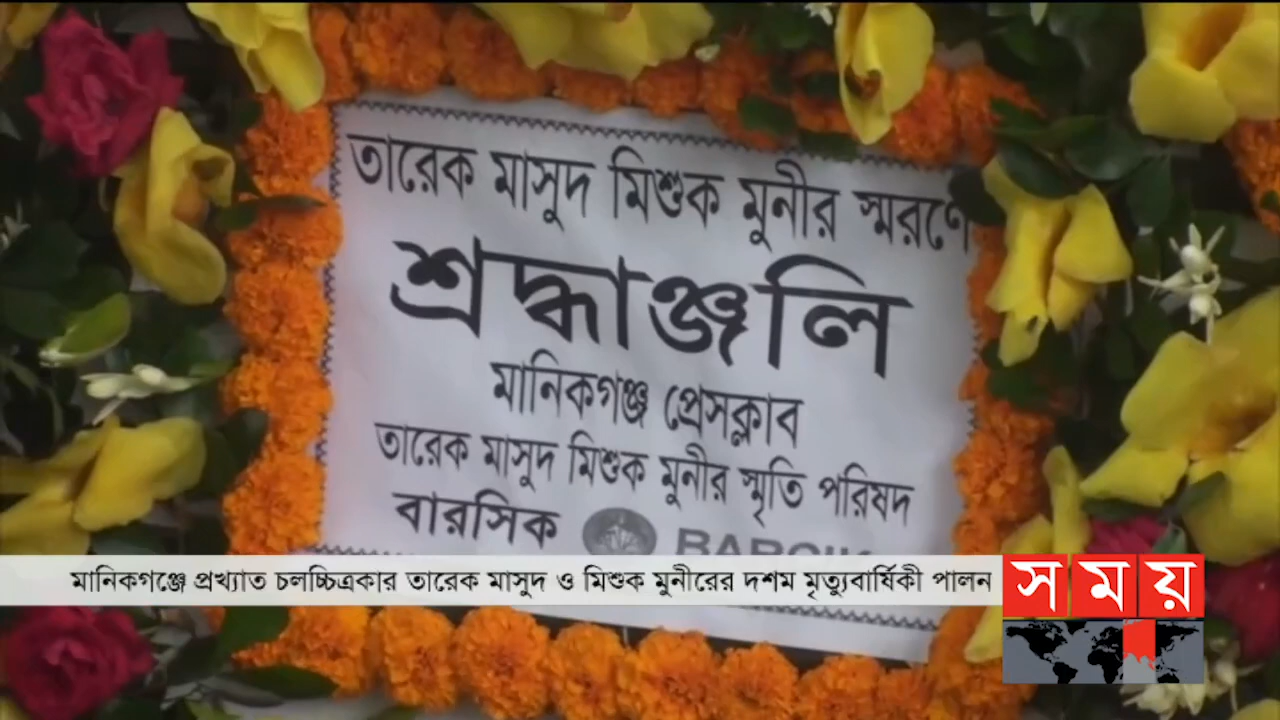 তারেক মাসুদ মিশুক মুনীর স্মরণে
শ্রদ্ধাঞ্জলি
মানিকগঞ্জ প্রেসক্লাব
তারেক মাসুদ মিশুক মুনীর স্মৃতি পরিষদ
বারসিক
মানিকগঞ্জে প্রখ্যাত চলচ্চিত্রকার তারেক মাসুদ ও মিশুক মুনীরের দশম মৃত্যুবার্ষিকী পালন
সময়